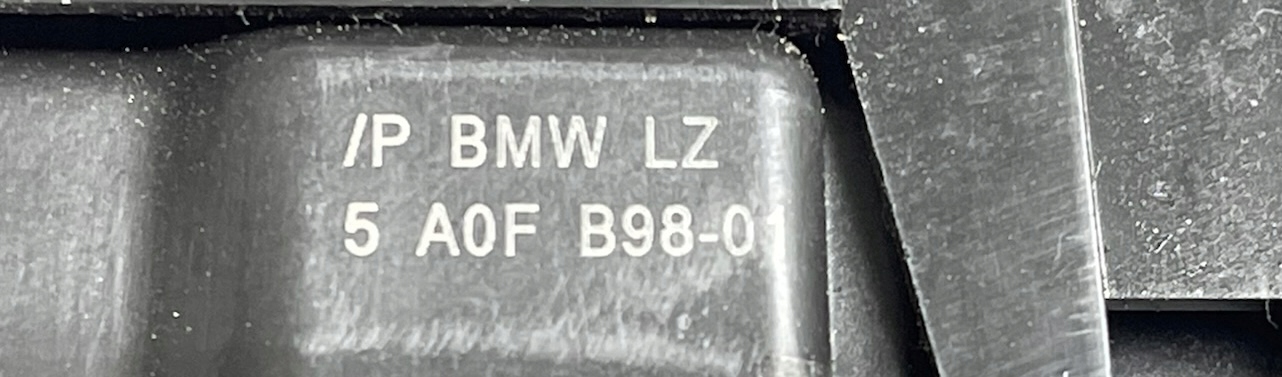 /P BMW LZ
5 A0F B98-01